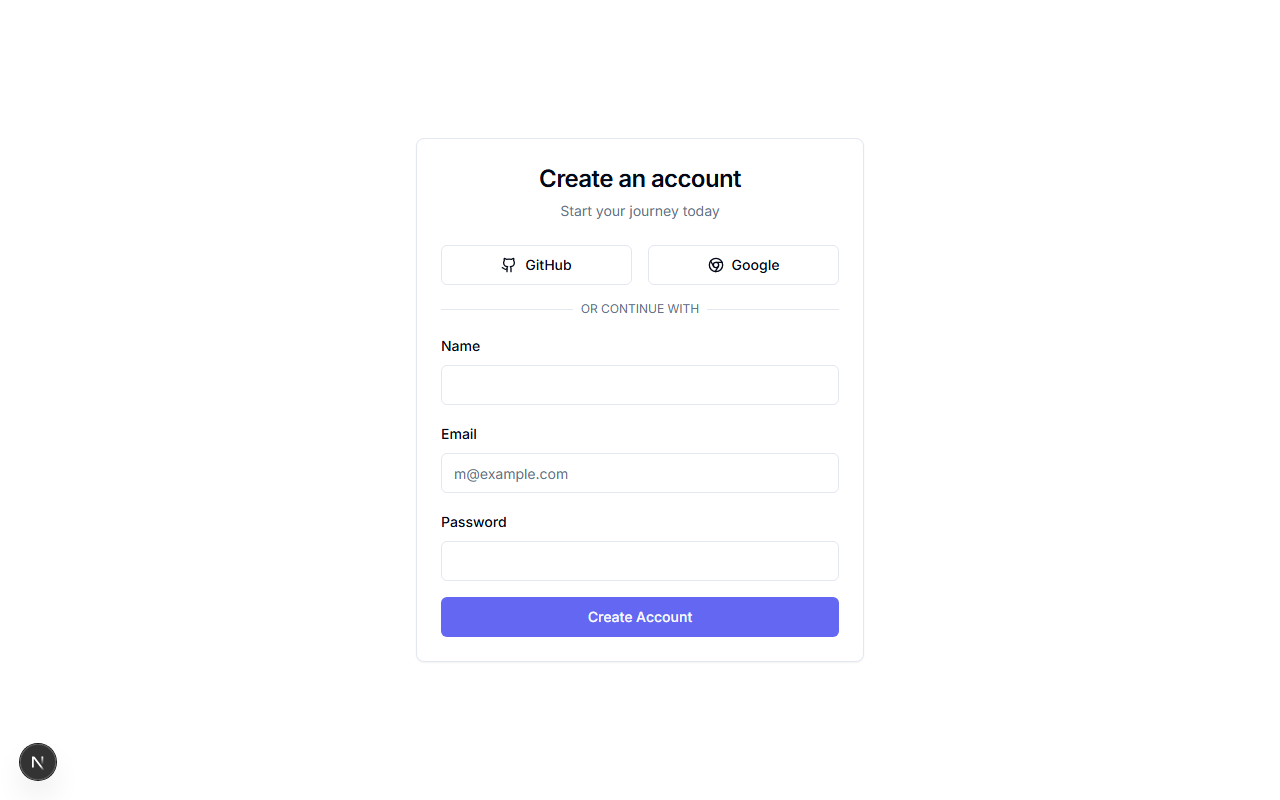 Create an account
Start your journey today
GitHub
Google
OR CONTINUE WITH
Name
Email
m@example.com
Password
Create Account
N